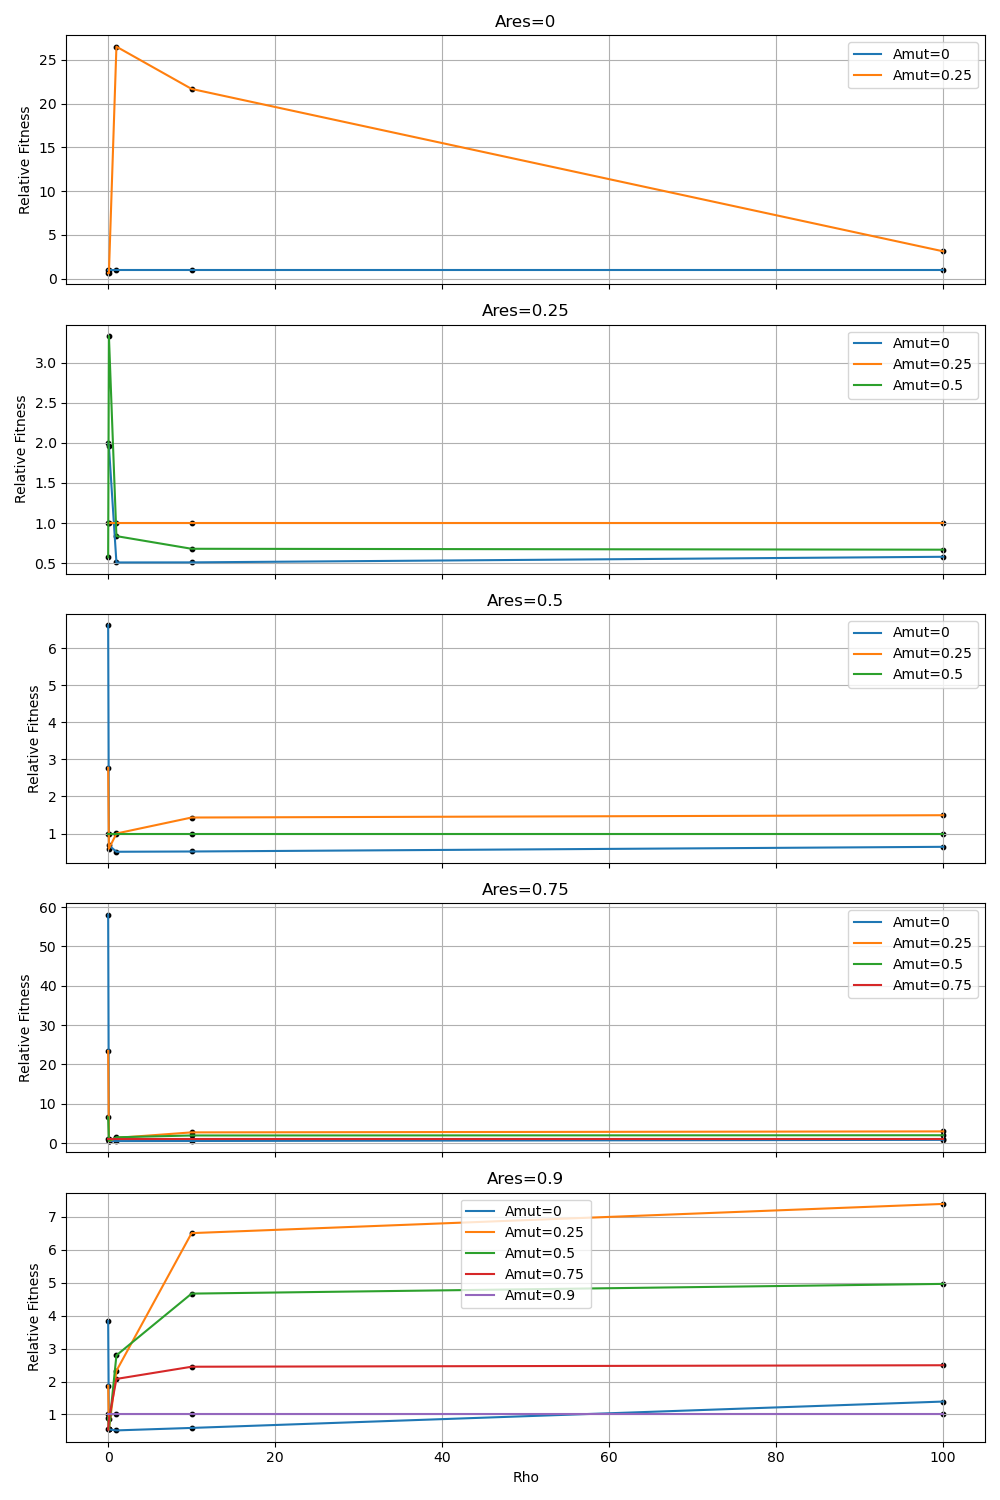 Ares=0
Relative Fitness
25
20
15
10
5
0
Amut=0
Amut=0.25
Ares=0.25
Relative Fitness
3.0
2.5
2.0
1.5
1.0
0.5
Amut=0
Amut=0.25
Amut=0.5
Ares=0.5
Relative Fitness
6
5
4
3
2
1
Amut=0
Amut=0.25
Amut=0.5
Ares=0.75
Relative Fitness
60
50
40
30
20
10
0
Amut=0
Amut=0.25
Amut=0.5
Amut=0.75
Ares=0.9
Relative Fitness
7
6
5
4
3
2
1
Amut=0
Amut=0.25
Amut=0.5
Amut=0.75
Amut=0.9
0 20 40 60 80 100
Rho